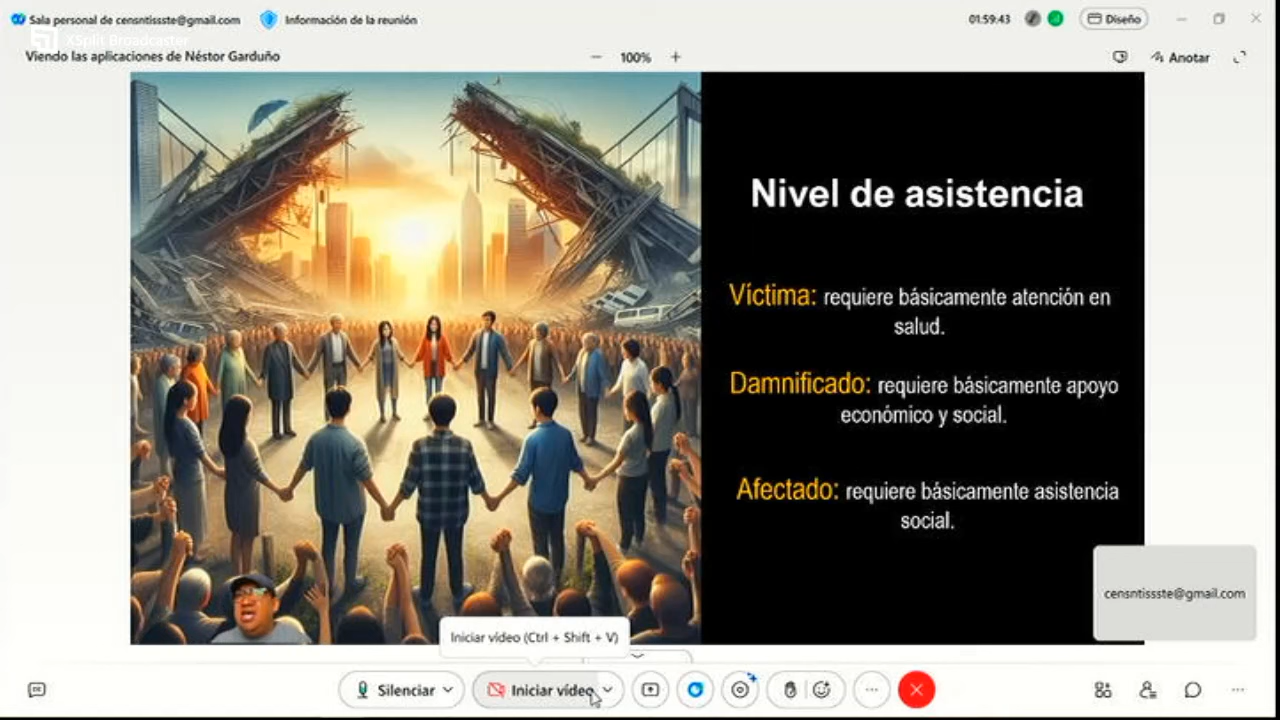 Sala personal de censntissste@gmail.com
Información de la reunión
01:59:43
Diseño
XSplit Broadcaster
Viendo las aplicaciones de Néstor Garduño
100%
Anotar
Nivel de asistencia
Víctima: requiere básicamente atención en
salud.
Damnificado: requiere básicamente apoyo
económico y social.
Afectado: requiere básicamente asistencia
social.
censntissste@gmail.com
Iniciar vídeo (Ctrl + Shift + V)
Silenciar
Iniciar vídeo